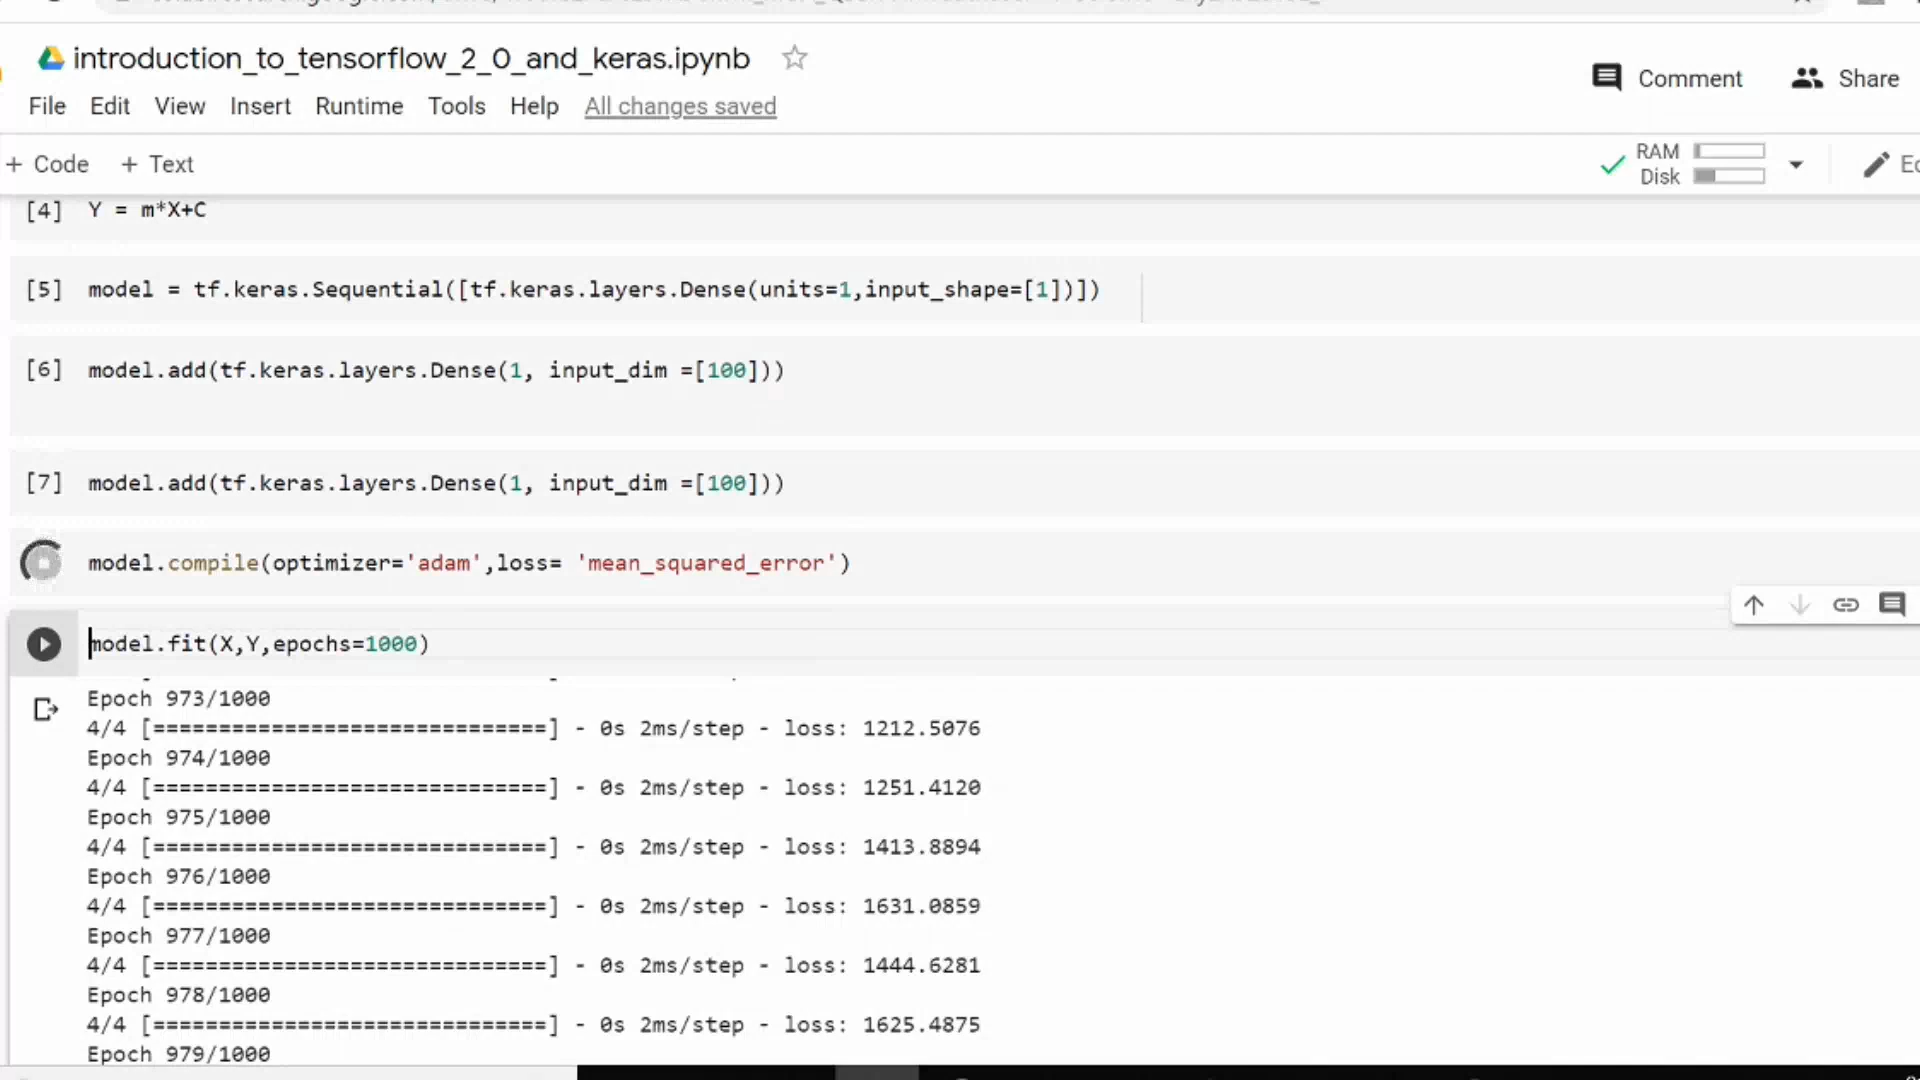 introduction_to_tensorflow_2_0_and_keras.ipynb
Comment Share
File Edit View Insert Runtime Tools Help All changes saved
+ Code + Text
RAM
Disk
[4] Y = m*X+C
[5] model = tf.keras.Sequential([tf.keras.layers.Dense(units=1,input_shape=[1])])
[6] model.add(tf.keras.layers.Dense(1, input_dim =[100]))
[7] model.add(tf.keras.layers.Dense(1, input_dim =[100]))
model.compile(optimizer='adam',loss= 'mean_squared_error')
model.fit(X,Y,epochs=1000)
Epoch 973/1000
4/4 [==============================] - 0s 2ms/step - loss: 1212.5076
Epoch 974/1000
4/4 [==============================] - 0s 2ms/step - loss: 1251.4120
Epoch 975/1000
4/4 [==============================] - 0s 2ms/step - loss: 1413.8894
Epoch 976/1000
4/4 [==============================] - 0s 2ms/step - loss: 1631.0859
Epoch 977/1000
4/4 [==============================] - 0s 2ms/step - loss: 1444.6281
Epoch 978/1000
4/4 [==============================] - 0s 2ms/step - loss: 1625.4875
Epoch 979/1000